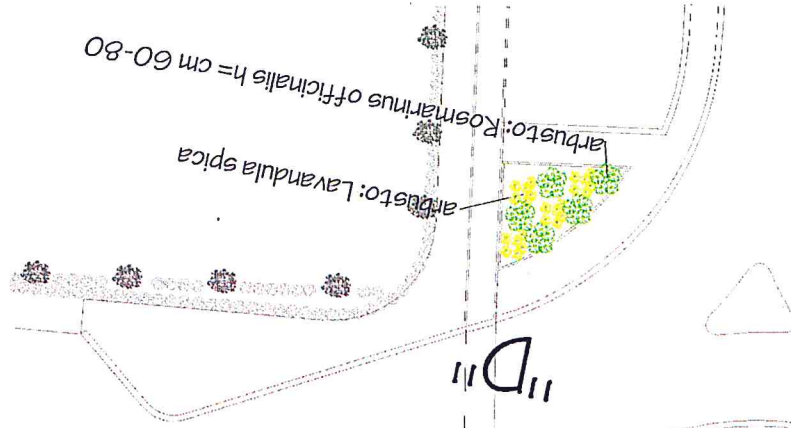 "D"
arbusto: Lavandula spica
arbusto: Rosmarinus officinalis h= cm 60-80